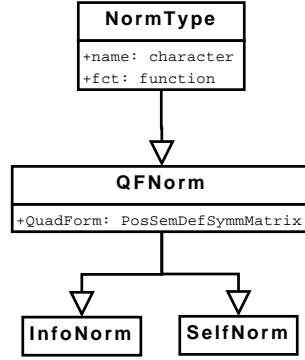 NormType
+name: character
+fct: function
QFNorm
+QuadForm: PosSemDefSymmMatrix
InfoNorm
SelfNorm